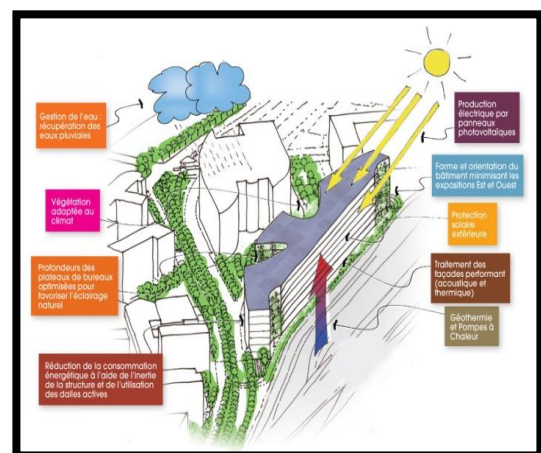 Gestion de l'eau :
récupération des
eaux pluviales
Végétation
adaptée au
climat
Profondeurs des
plateaux de bureaux
optimisées pour
favoriser l'éclairage
naturel
Réduction de la consommation
énergétique à l'aide de l'inertie
de la structure et de l'utilisation
des dalles actives
Production
électrique par
panneaux
photovoltaïques
Forme et orientation du
bâtiment minimisant les
expositions Est et Ouest
Protection
solaire
extérieure
Traitement des
façades performant
(acoustique et
thermique)
Géothermie
et Pompes à
Chaleur